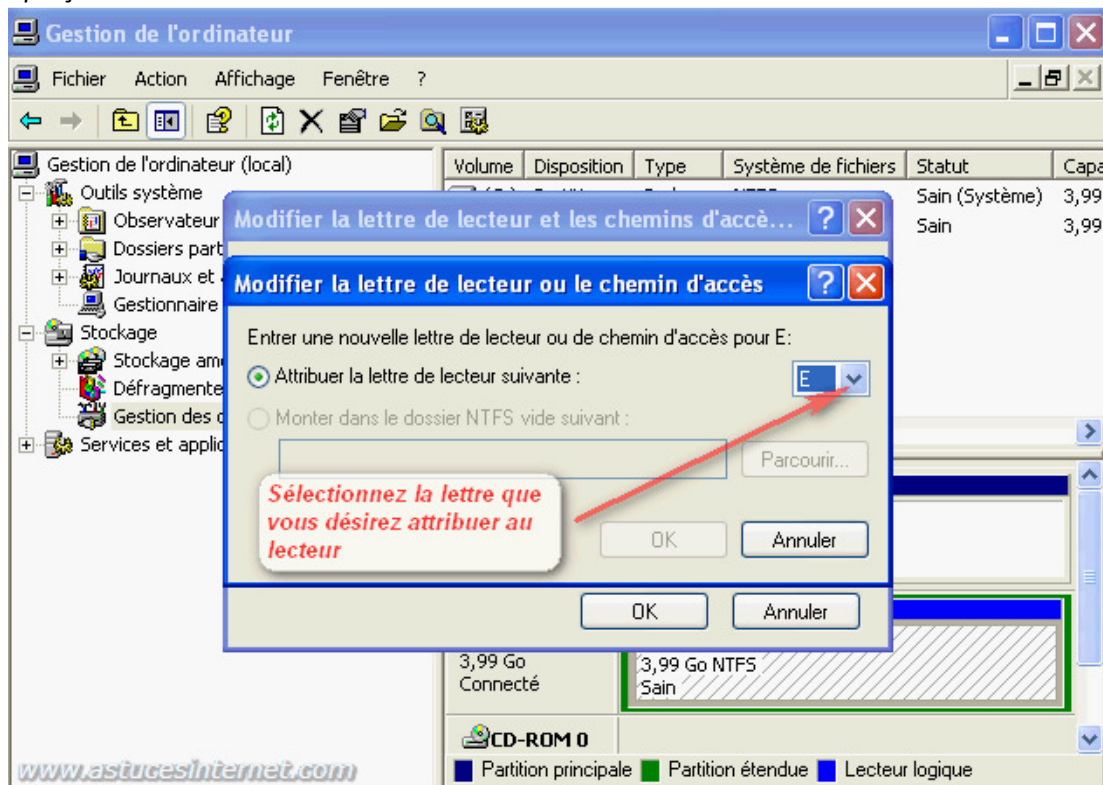 Gestion de l'ordinateur
Fichier Action Affichage Fenêtre ?
Gestion de l'ordinateur (local)
Outils système
Observateur
Dossiers part
Journaux et
Gestionnaire
Stockage
Stockage am
Défragmente
Gestion des
Services et applic
Volume Disposition Type Système de fichiers Statut Capa
Sain (Système) 3,99
Sain 3,99
Modifier la lettre de lecteur et les chemins d'accè...
Modifier la lettre de lecteur ou le chemin d'accès
Entrer une nouvelle lettre de lecteur ou de chemin d'accès pour E:
Attribuer la lettre de lecteur suivante :
E
Monter dans le dossier NTFS vide suivant :
Parcourir...
Sélectionnez la lettre que
vous désirez attribuer au
lecteur
OK Annuler
OK Annuler
3,99 Go
Connecté
3,99 Go NTFS
Sain
CD-ROM 0
Partition principale Partition étendue Lecteur logique
www.astucesinternet.com